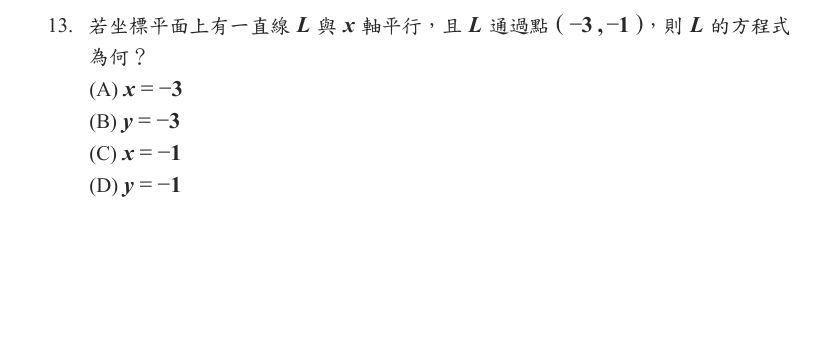 13. 若坐標平面上有一直線 L 與 x 軸平行，且 L 通過點 ( −3 , −1 )，則 L 的方程式
為何？
(A) x = −3
(B) y = −3
(C) x = −1
(D) y = −1